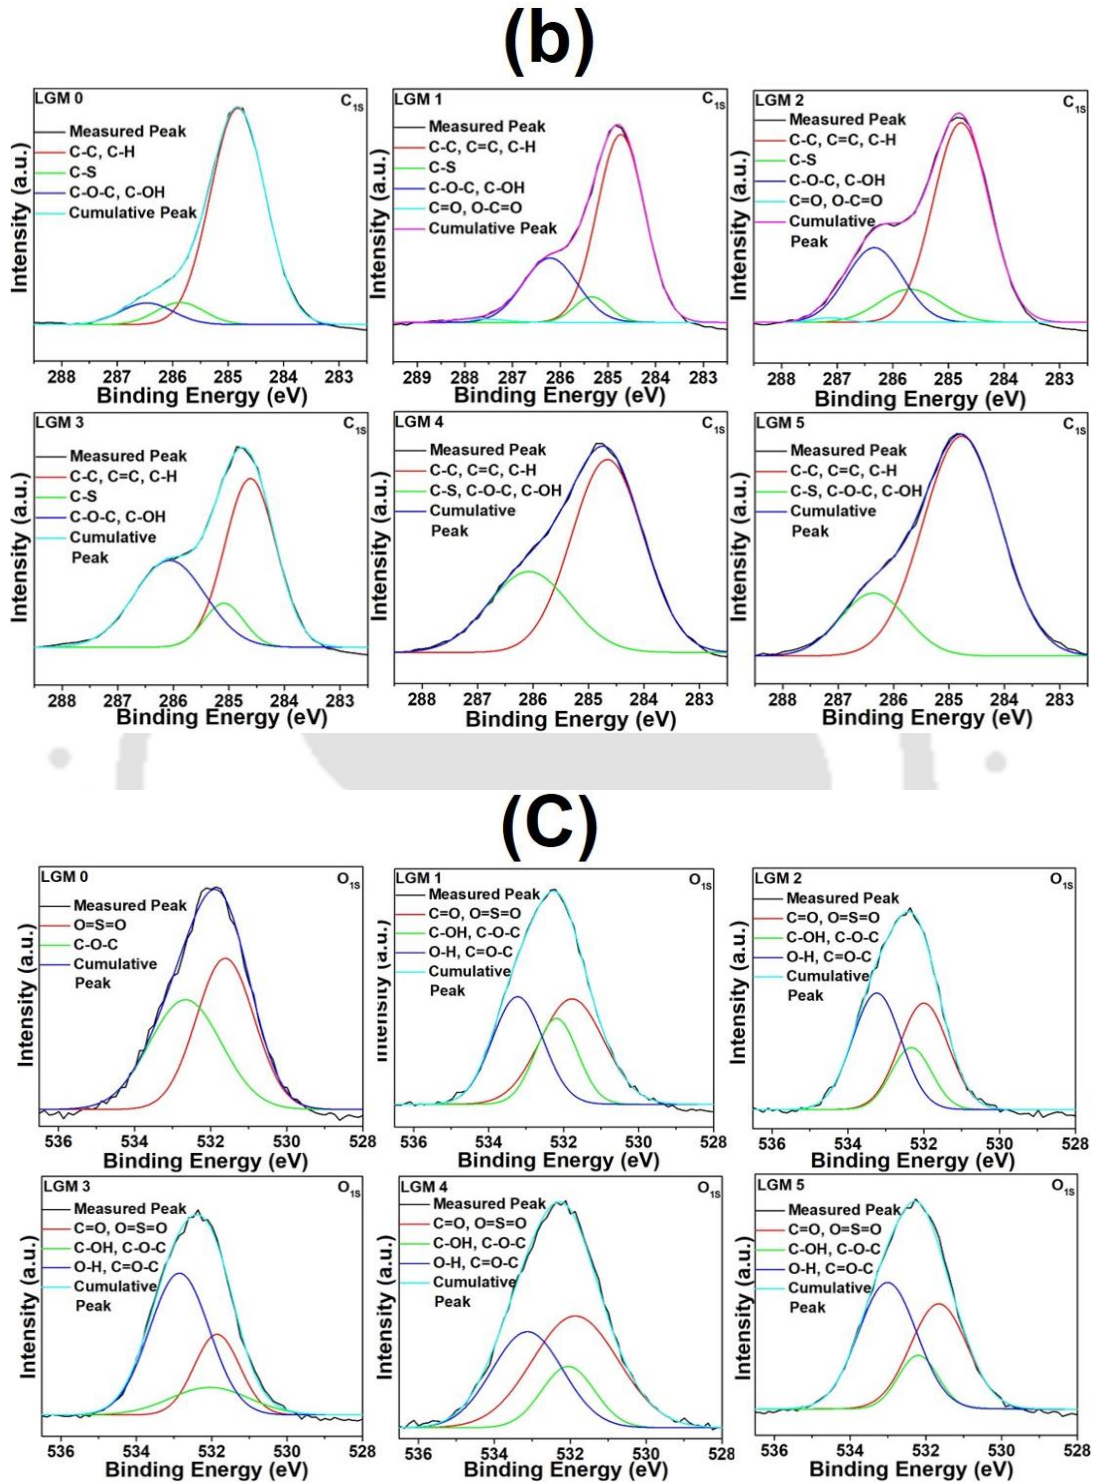 (b)
LGM 0
C1S
Measured Peak
C-C, C-H
C-S
C-O-C, C-OH
Cumulative Peak
Intensity (a.u.)
288 287 286 285 284 283
Binding Energy (eV)
LGM 1
C1S
Measured Peak
C-C, C=C, C-H
C-S
C-O-C, C-OH
C=O, O-C=O
Cumulative Peak
Intensity (a.u.)
289 288 287 286 285 284 283
Binding Energy (eV)
LGM 2
C1S
Measured Peak
C-C, C=C, C-H
C-S
C-O-C, C-OH
C=O, O-C=O
Cumulative
Peak
Intensity (a.u.)
288 287 286 285 284 283
Binding Energy (eV)
LGM 3
C1S
Measured Peak
C-C, C=C, C-H
C-S
C-O-C, C-OH
Cumulative
Peak
Intensity (a.u.)
288 287 286 285 284 283
Binding Energy (eV)
LGM 4
C1S
Measured Peak
C-C, C=C, C-H
C-S, C-O-C, C-OH
Cumulative
Peak
Intensity (a.u.)
288 287 286 285 284 283
Binding Energy (eV)
LGM 5
C1S
Measured Peak
C-C, C=C, C-H
C-S, C-O-C, C-OH
Cumulative
Peak
Intensity (a.u.)
288 287 286 285 284 283
Binding Energy (eV)
(C)
LGM 0
O1S
Measured Peak
O=S=O
C-O-C
Cumulative
Peak
Intensity (a.u.)
536 534 532 530 528
Binding Energy (eV)
LGM 1
O1S
Measured Peak
C=O, O=S=O
C-OH, C-O-C
O-H, C=O-C
Cumulative
Peak
Intensity (a.u.)
536 534 532 530 528
Binding Energy (eV)
LGM 2
O1S
Measured Peak
C=O, O=S=O
C-OH, C-O-C
O-H, C=O-C
Cumulative
Peak
Intensity (a.u.)
536 534 532 530 528
Binding Energy (eV)
LGM 3
O1S
Measured Peak
C=O, O=S=O
C-OH, C-O-C
O-H, C=O-C
Cumulative
Peak
Intensity (a.u.)
536 534 532 530 528
Binding Energy (eV)
LGM 4
O1S
Measured Peak
C=O, O=S=O
C-OH, C-O-C
O-H, C=O-C
Cumulative
Peak
Intensity (a.u.)
536 534 532 530 528
Binding Energy (eV)
LGM 5
O1S
Measured Peak
C=O, O=S=O
C-OH, C-O-C
O-H, C=O-C
Cumulative
Peak
Intensity (a.u.)
536 534 532 530 528
Binding Energy (eV)